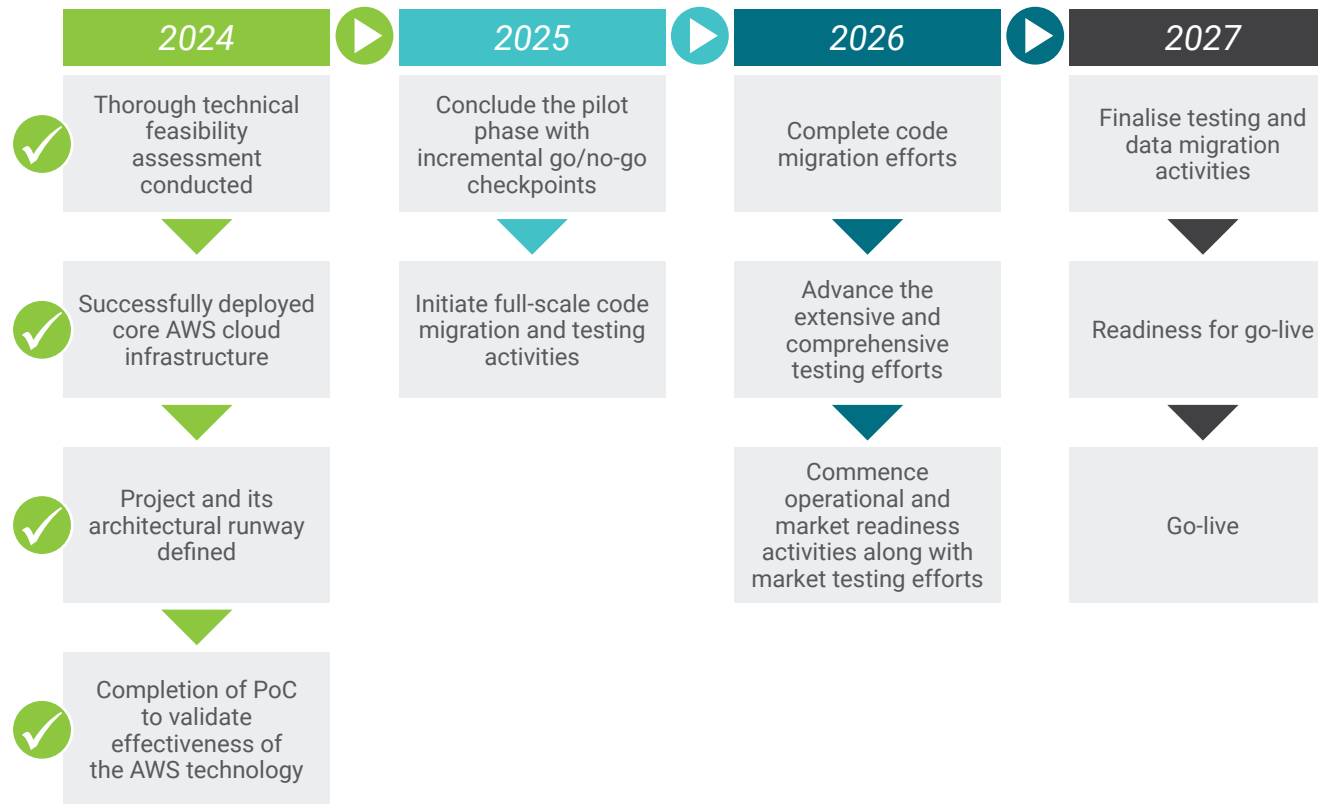 2024
Thorough technical
feasibility
assessment
conducted
Successfully deployed
core AWS cloud
infrastructure
Project and its
architectural runway
defined
Completion of PoC
to validate
effectiveness of
the AWS technology
2025
Conclude the pilot
phase with
incremental go/no-go
checkpoints
Initiate full-scale code
migration and testing
activities
2026
Complete code
migration efforts
Advance the
extensive and
comprehensive
testing efforts
Commence
operational and
market readiness
activities along with
market testing efforts
2027
Finalise testing and
data migration
activities
Readiness for go-live
Go-live